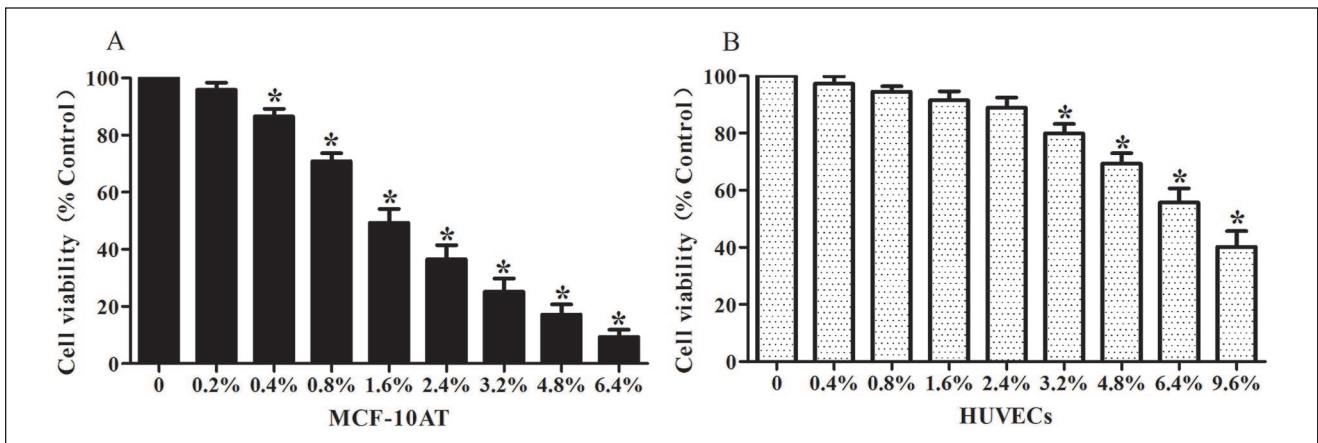 A
Cell viability (% Control)
100
80
60
40
20
0
* * * * * * *
0 0.2% 0.4% 0.8% 1.6% 2.4% 3.2% 4.8% 6.4%
MCF-10AT
B
Cell viability (% Control)
100
80
60
40
20
0
* * * *
0 0.4% 0.8% 1.6% 2.4% 3.2% 4.8% 6.4% 9.6%
HUVECs